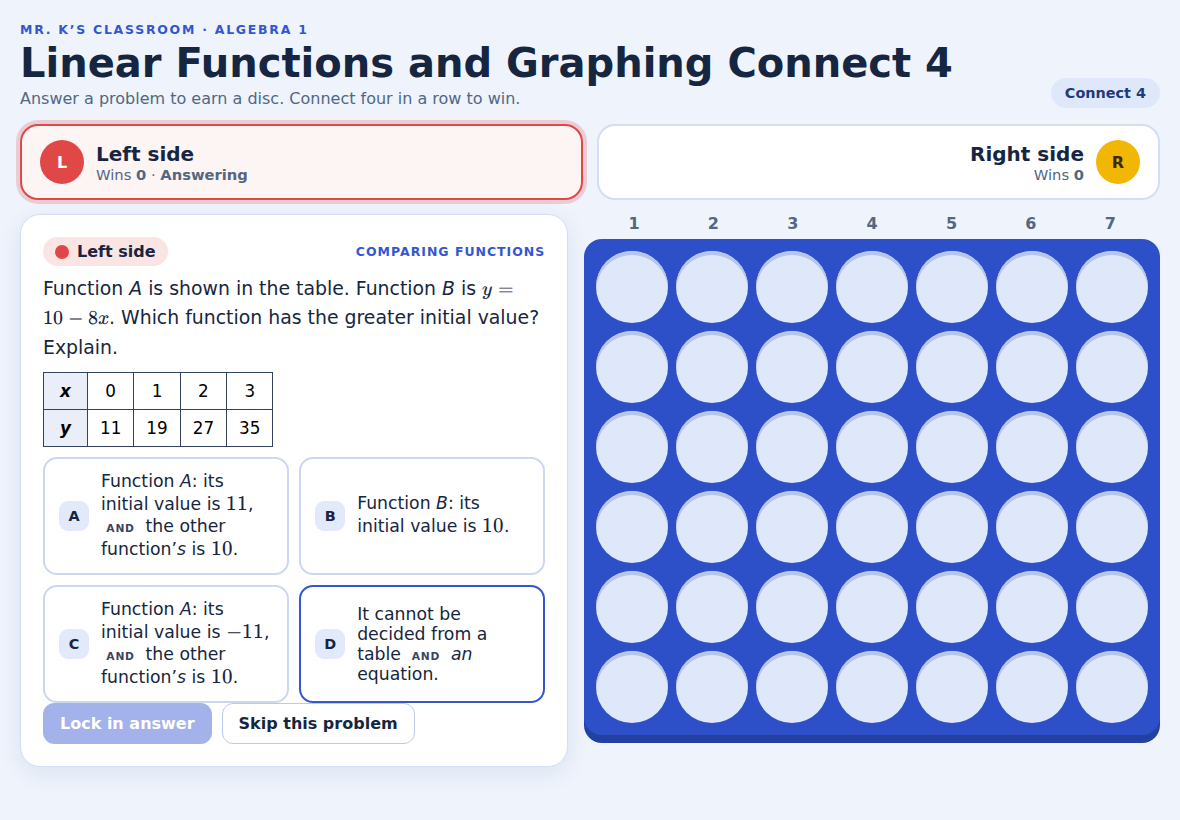 MR. K’S CLASSROOM · ALGEBRA 1
Linear Functions and Graphing Connect 4
Answer a problem to earn a disc. Connect four in a row to win.
Connect 4
L
Left side
Wins 0 · Answering
Right side
Wins 0
R
Left side
COMPARING FUNCTIONS
Function A is shown in the table. Function B is y =
10 − 8x. Which function has the greater initial value?
Explain.
x 0 1 2 3
y 11 19 27 35
A
Function A: its
initial value is 11,
AND the other
function’s is 10.
B
Function B: its
initial value is 10.
C
Function A: its
initial value is −11,
AND the other
function’s is 10.
D
It cannot be
decided from a
table AND an
equation.
Lock in answer
Skip this problem
1 2 3 4 5 6 7